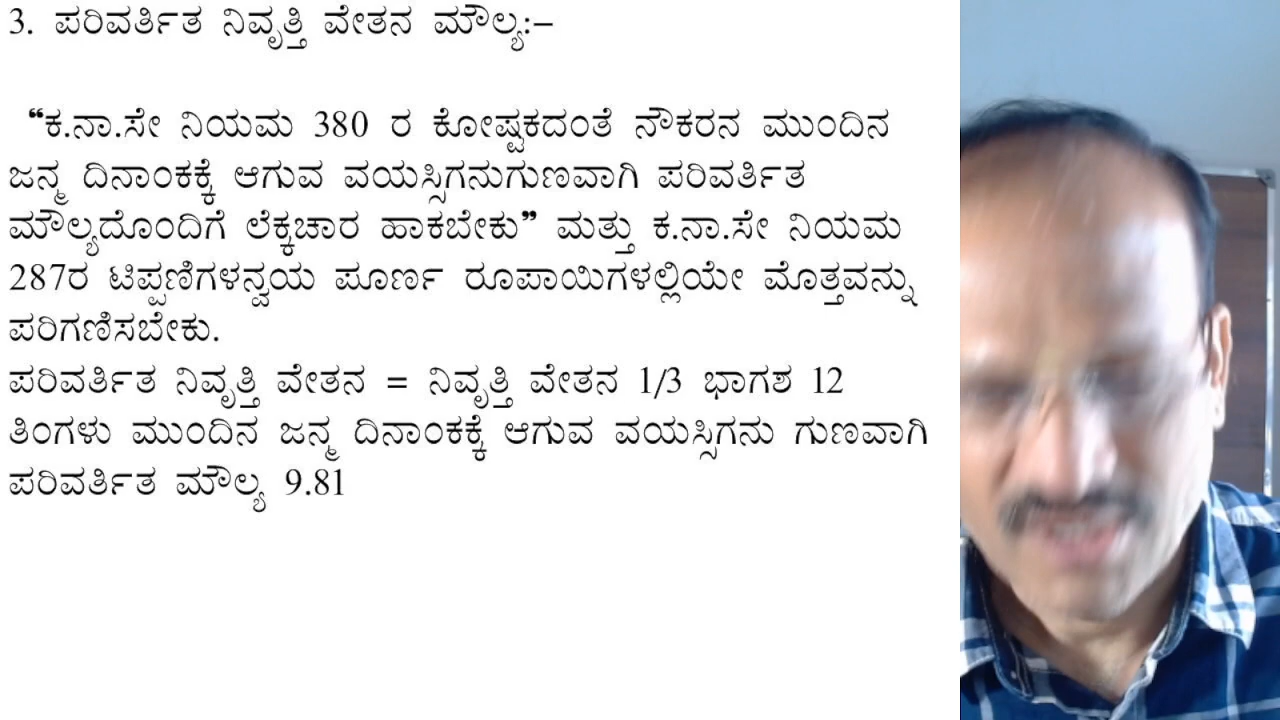 3. ಪರಿವರ್ತಿತ ನಿವೃತ್ತಿ ವೇತನ ಮೌಲ್ಯ:–
“ಕ.ನಾ.ಸೇ ನಿಯಮ 380 ರ ಕೋಷ್ಟಕದಂತೆ ನೌಕರನ ಮುಂದಿನ
ಜನ್ಮ ದಿನಾಂಕಕ್ಕೆ ಆಗುವ ವಯಸ್ಸಿಗನುಗುಣವಾಗಿ ಪರಿವರ್ತಿತ
ಮೌಲ್ಯದೊಂದಿಗೆ ಲೆಕ್ಕಚಾರ ಹಾಕಬೇಕು” ಮತ್ತು ಕ.ನಾ.ಸೇ ನಿಯಮ
287ರ ಟಿಪ್ಪಣಿಗಳನ್ವಯ ಪೂರ್ಣ ರೂಪಾಯಿಗಳಲ್ಲಿಯೇ ಮೊತ್ತವನ್ನು
ಪರಿಗಣಿಸಬೇಕು.
ಪರಿವರ್ತಿತ ನಿವೃತ್ತಿ ವೇತನ = ನಿವೃತ್ತಿ ವೇತನ 1/3 ಭಾಗಶ 12
ತಿಂಗಳು ಮುಂದಿನ ಜನ್ಮ ದಿನಾಂಕಕ್ಕೆ ಆಗುವ ವಯಸ್ಸಿಗನು ಗುಣವಾಗಿ
ಪರಿವರ್ತಿತ ಮೌಲ್ಯ 9.81